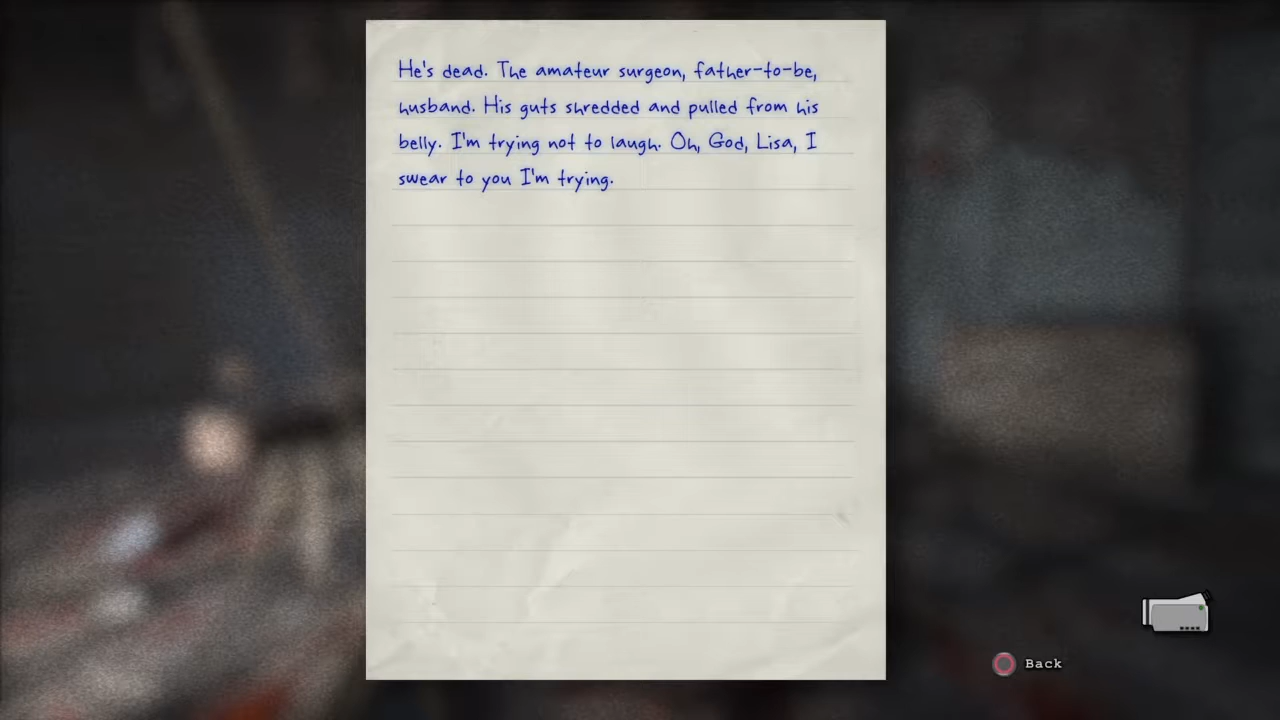 He's dead. The amateur surgeon, father-to-be,
husband. His guts shredded and pulled from his
belly. I'm trying not to laugh. Oh, God, Lisa, I
swear to you I'm trying.
Back